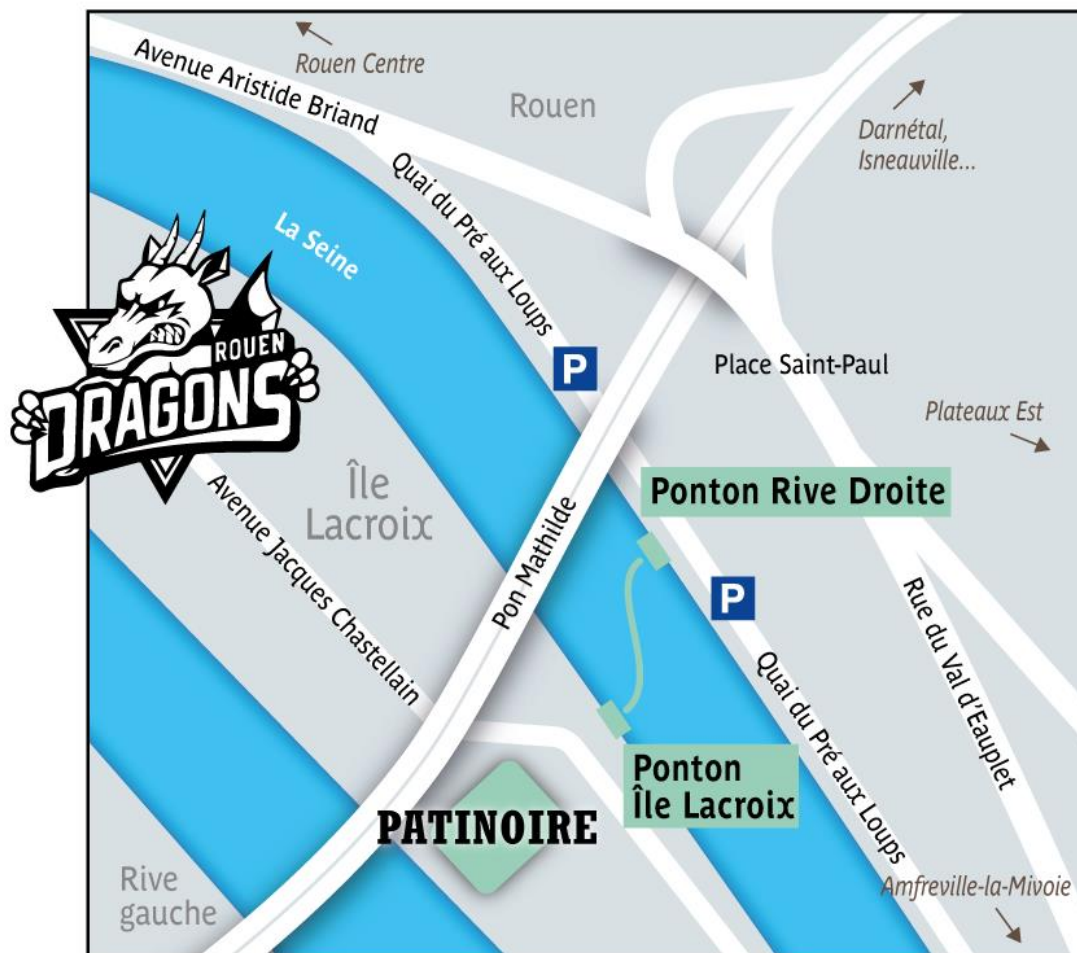 Avenue Aristide Briand
Rouen Centre
Rouen
Darnétal,
Isneauville...
Quai du Pré aux Loups
La Seine
ROUEN
DRAGONS
P
Place Saint-Paul
Plateaux Est
Ponton Rive Droite
Île
Lacroix
Avenue Jacques Chastellain
Pon Mathilde
P
Rue du Val d'Eauplet
Quai du Pré aux Loups
Ponton
Île Lacroix
PATINOIRE
Rive
gauche
Amfreville-la-Mivoie